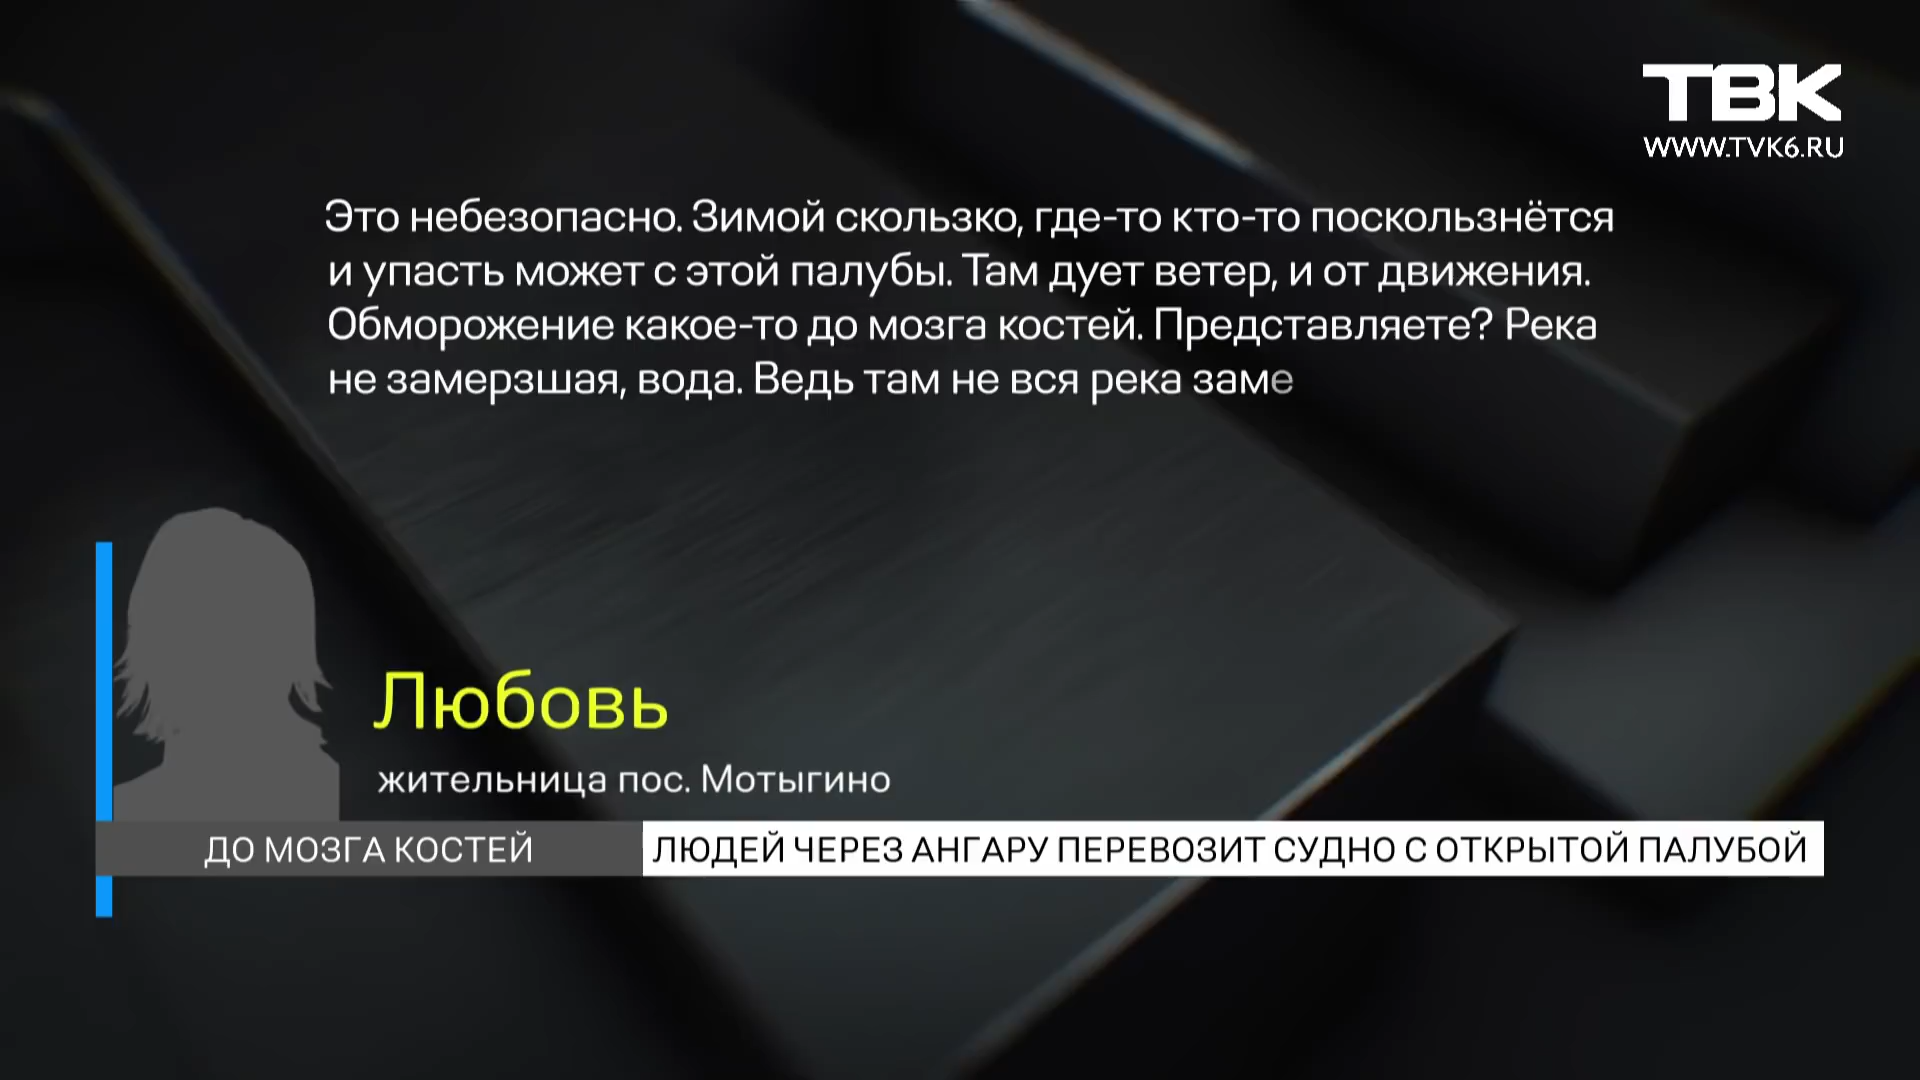 ТВК
WWW.TVK6.RU
Это небезопасно. Зимой скользко, где-то кто-то поскользнётся
и упасть может с этой палубы. Там дует ветер, и от движения.
Обморожение какое-то до мозга костей. Представляете? Река
не замерзшая, вода. Ведь там не вся река заме
Любовь
жительница пос. Мотыгино
ДО МОЗГА КОСТЕЙ
ЛЮДЕЙ ЧЕРЕЗ АНГАРУ ПЕРЕВОЗИТ СУДНО С ОТКРЫТОЙ ПАЛУБОЙ